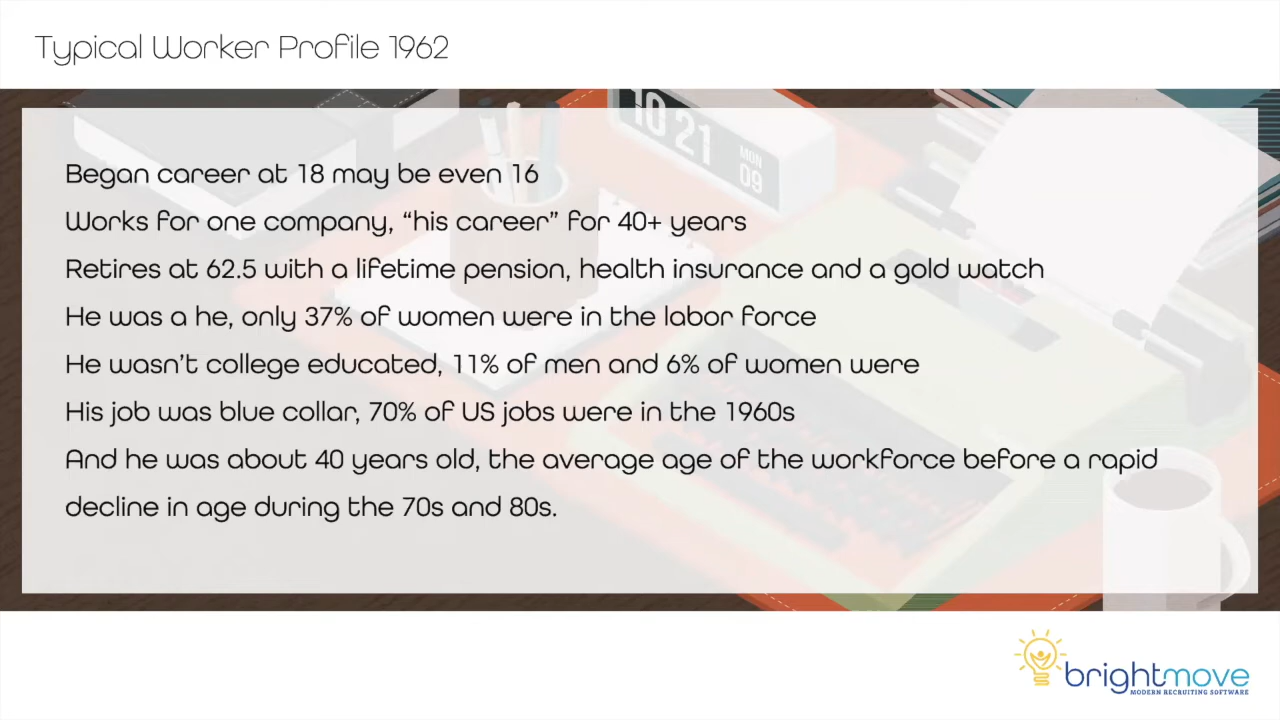 Typical Worker Profile 1962
10 21
MON
09
Began career at 18 may be even 16
Works for one company, “his career” for 40+ years
Retires at 62.5 with a lifetime pension, health insurance and a gold watch
He was a he, only 37% of women were in the labor force
He wasn’t college educated, 11% of men and 6% of women were
His job was blue collar, 70% of US jobs were in the 1960s
And he was about 40 years old, the average age of the workforce before a rapid
decline in age during the 70s and 80s.
brightmove
MODERN RECRUITING SOFTWARE